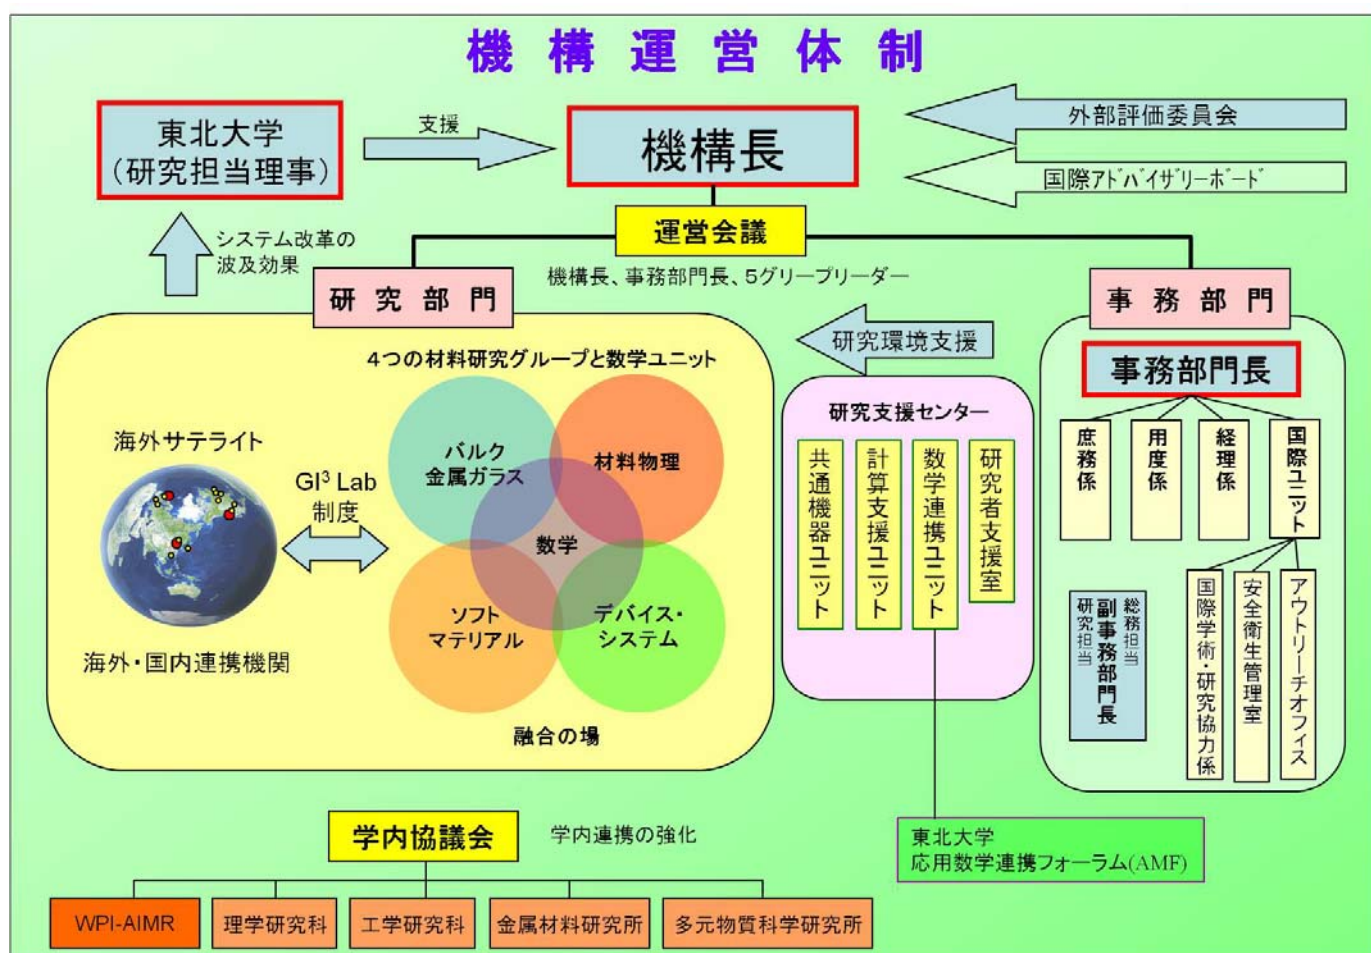 機構運営体制
東北大学
(研究担当理事)
支援
機構長
外部評価委員会
国際ｱﾄﾞﾊﾞｲｻﾞﾘｰﾎﾞｰﾄﾞ
運営会議
システム改革の
波及効果
機構長、事務部門長、5グリープリーダー
研究部門
事務部門
4つの材料研究グループと数学ユニット
研究環境支援
事務部門長
海外サテライト
GI³ Lab
制度
バルク
金属ガラス
材料物理
数学
ソフト
マテリアル
デバイス・
システム
海外・国内連携機関
融合の場
研究支援センター
共通機器ユニット
計算支援ユニット
数学連携ユニット
研究者支援室
庶務係
用度係
経理係
国際ユニット
総務担当
副事務部門長
研究担当
国際学術・研究協力係
安全衛生管理室
アウトリーチオフィス
学内協議会
学内連携の強化
東北大学
応用数学連携フォーラム(AMF)
WPI-AIMR
理学研究科
工学研究科
金属材料研究所
多元物質科学研究所